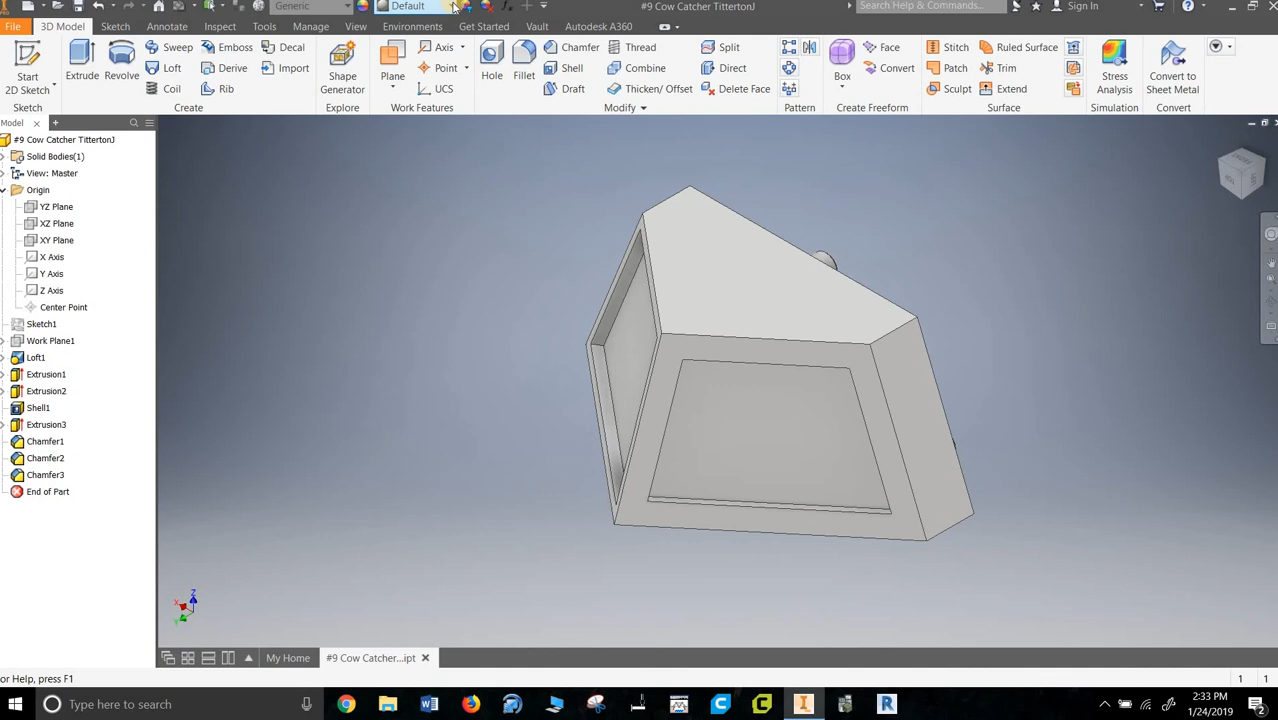 Generic Default #9 Cow Catcher TittertonJ Search Help & Commands... Sign In
File 3D Model Sketch Annotate Inspect Tools Manage View Environments Get Started Vault Autodesk A360
Start 2D Sketch
Sketch
Extrude Revolve
Sweep Emboss Decal
Loft Derive Import
Coil Rib
Create
Shape Generator
Explore
Plane
Axis
Point
UCS
Work Features
Hole Fillet
Chamfer Thread Split
Shell Combine Direct
Draft Thicken/ Offset Delete Face
Modify
Pattern
Box
Face
Convert
Create Freeform
Stitch Ruled Surface
Patch Trim
Sculpt Extend
Surface
Stress Analysis
Simulation
Convert to Sheet Metal
Convert
Model
#9 Cow Catcher TittertonJ
Solid Bodies(1)
View: Master
Origin
YZ Plane
XZ Plane
XY Plane
X Axis
Y Axis
Z Axis
Center Point
Sketch1
Work Plane1
Loft1
Extrusion1
Extrusion2
Shell1
Extrusion3
Chamfer1
Chamfer2
Chamfer3
End of Part
Z
X
Y
My Home #9 Cow Catcher...ipt
or Help, press F1
1 1
Type here to search
2:33 PM
1/24/2019
2